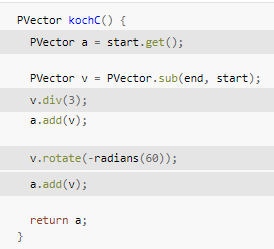 PVector kochC() {
PVector a = start.get();
PVector v = PVector.sub(end, start);
v.div(3);
a.add(v);
v.rotate(-radians(60));
a.add(v);
return a;
}